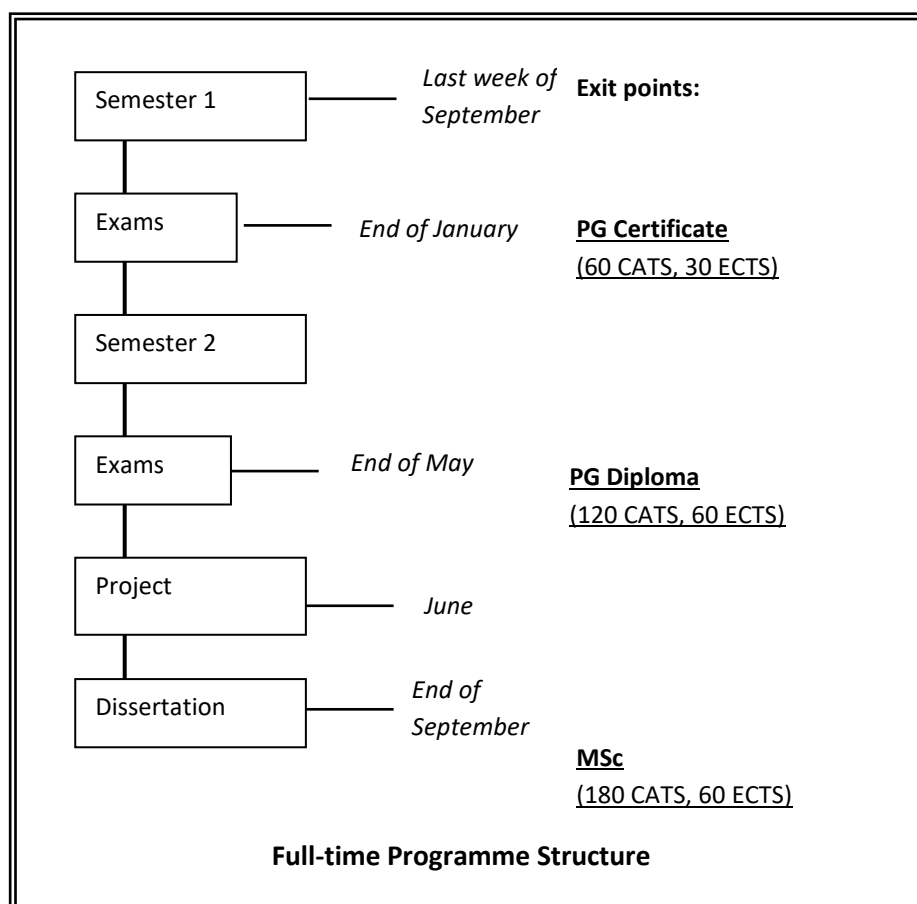 Semester 1
Last week of
September
Exit points:
Exams
End of January
PG Certificate
(60 CATS, 30 ECTS)
Semester 2
Exams
End of May
PG Diploma
(120 CATS, 60 ECTS)
Project
June
Dissertation
End of
September
MSc
(180 CATS, 60 ECTS)
Full-time Programme Structure